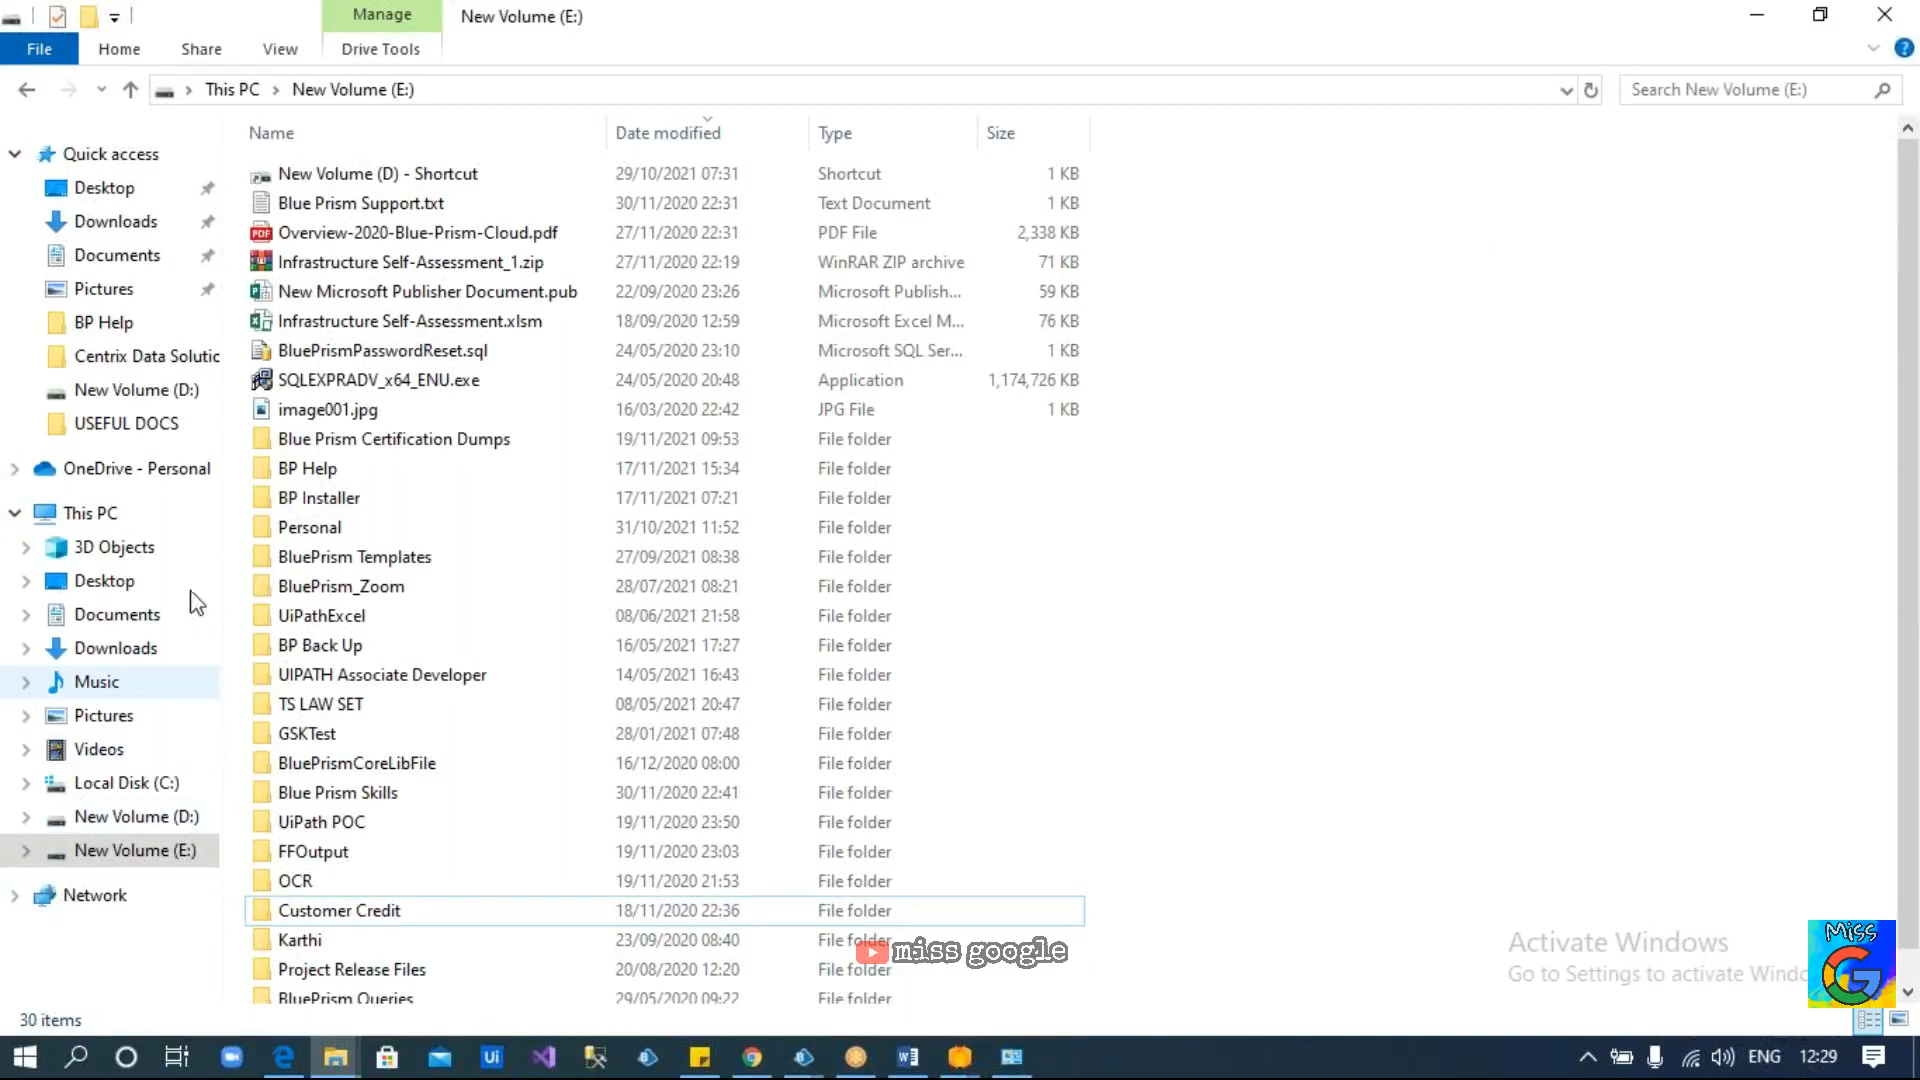 Manage
New Volume (E:)
File
Home
Share
View
Drive Tools
This PC
New Volume (E:)
Search New Volume (E:)
Name
Date modified
Type
Size
Quick access
Desktop
Downloads
Documents
Pictures
BP Help
Centrix Data Solutic
New Volume (D:)
USEFUL DOCS
OneDrive - Personal
This PC
3D Objects
Desktop
Documents
Downloads
Music
Pictures
Videos
Local Disk (C:)
New Volume (D:)
New Volume (E:)
Network
New Volume (D) - Shortcut 29/10/2021 07:31 Shortcut 1 KB
Blue Prism Support.txt 30/11/2020 22:31 Text Document 1 KB
Overview-2020-Blue-Prism-Cloud.pdf 27/11/2020 22:31 PDF File 2,338 KB
Infrastructure Self-Assessment_1.zip 27/11/2020 22:19 WinRAR ZIP archive 71 KB
New Microsoft Publisher Document.pub 22/09/2020 23:26 Microsoft Publish... 59 KB
Infrastructure Self-Assessment.xlsm 18/09/2020 12:59 Microsoft Excel M... 76 KB
BluePrismPasswordReset.sql 24/05/2020 23:10 Microsoft SQL Ser... 1 KB
SQLEXPRADV_x64_ENU.exe 24/05/2020 20:48 Application 1,174,726 KB
image001.jpg 16/03/2020 22:42 JPG File 1 KB
Blue Prism Certification Dumps 19/11/2021 09:53 File folder
BP Help 17/11/2021 15:34 File folder
BP Installer 17/11/2021 07:21 File folder
Personal 31/10/2021 11:52 File folder
BluePrism Templates 27/09/2021 08:38 File folder
BluePrism_Zoom 28/07/2021 08:21 File folder
UiPathExcel 08/06/2021 21:58 File folder
BP Back Up 16/05/2021 17:27 File folder
UIPATH Associate Developer 14/05/2021 16:43 File folder
TS LAW SET 08/05/2021 20:47 File folder
GSKTest 28/01/2021 07:48 File folder
BluePrismCoreLibFile 16/12/2020 08:00 File folder
Blue Prism Skills 30/11/2020 22:41 File folder
UiPath POC 19/11/2020 23:50 File folder
FFOutput 19/11/2020 23:03 File folder
OCR 19/11/2020 21:53 File folder
Customer Credit 18/11/2020 22:36 File folder
Karthi 23/09/2020 08:40 File folder
Project Release Files 20/08/2020 12:20 File folder
BluePrism Queries 29/05/2020 09:22 File folder
miss google
Activate Windows
Go to Settings to activate Windo
Miss
G
30 items
Ui
ENG
12:29